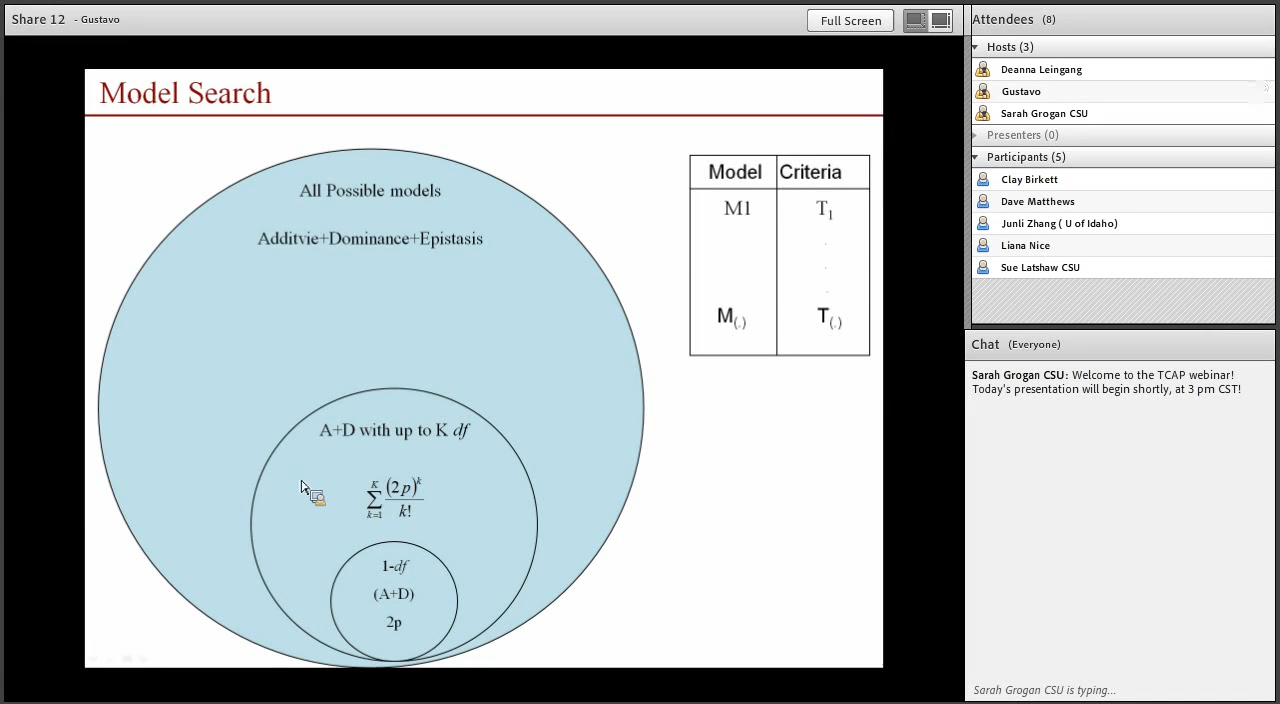 Share 12 - Gustavo
Full Screen
Model Search
All Possible models
Additvie+Dominance+Epistasis
A+D with up to K df
K
∑ (2p)^k / k!
k=1
1-df
(A+D)
2p
Model Criteria
M1 T1
.
.
.
M(.) T(.)
Attendees (8)
Hosts (3)
Deanna Leingang
Gustavo
Sarah Grogan CSU
Presenters (0)
Participants (5)
Clay Birkett
Dave Matthews
Junli Zhang ( U of Idaho)
Liana Nice
Sue Latshaw CSU
Chat (Everyone)
Sarah Grogan CSU: Welcome to the TCAP webinar!
Today's presentation will begin shortly, at 3 pm CST!
Sarah Grogan CSU is typing...